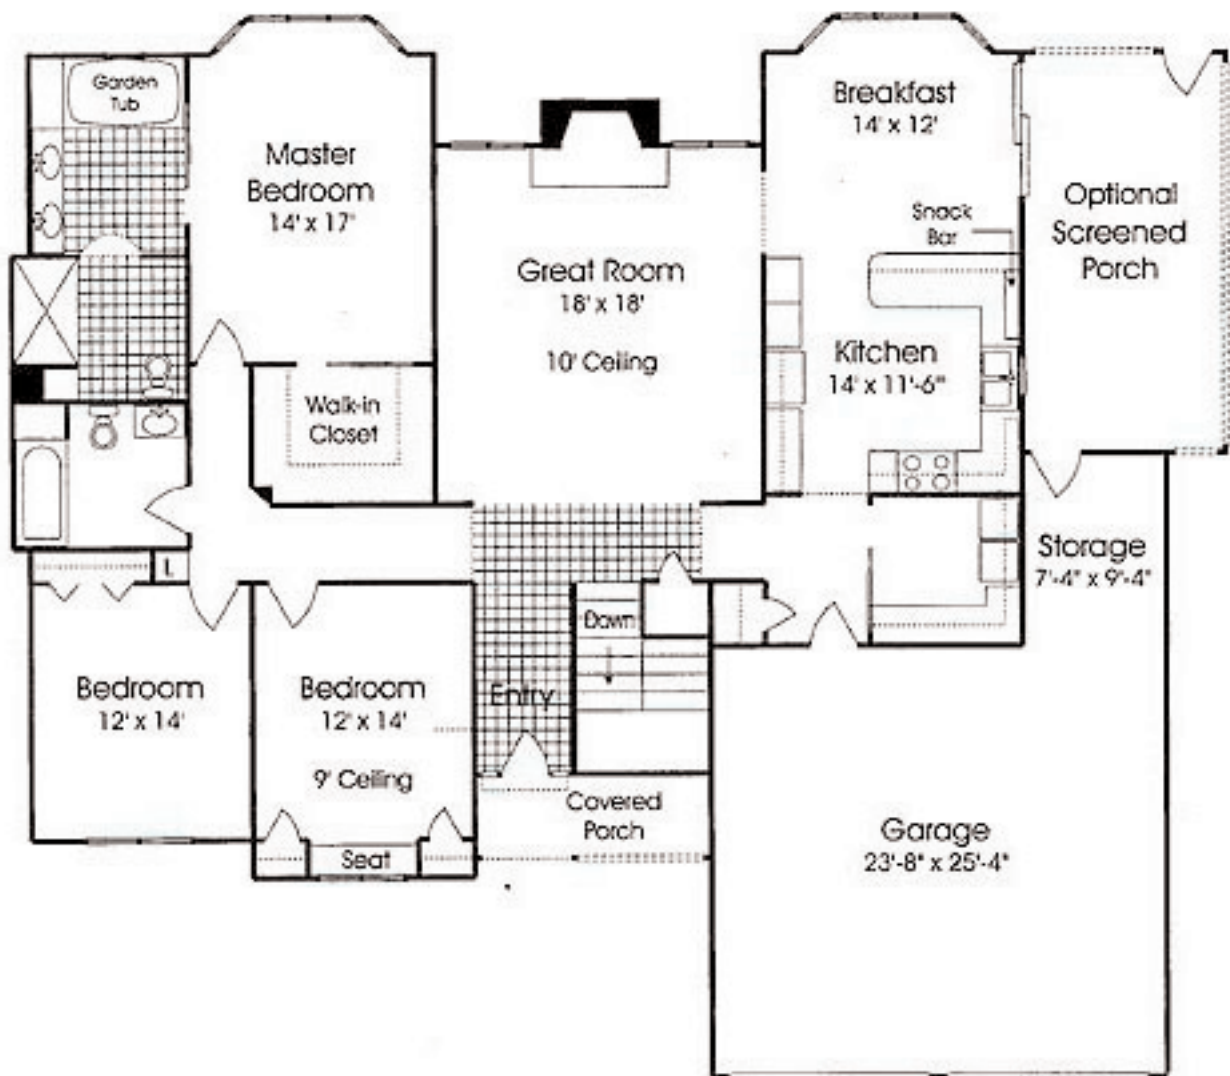 Garden
Tub
Master
Bedroom
14' x 17'
Breakfast
14' x 12'
Snack
Bar
Optional
Screened
Porch
Great Room
18' x 18'
10' Ceiling
Kitchen
14' x 11'-6"
Walk-in
Closet
L
Storage
7'-4" x 9'-4"
Down
Bedroom
12' x 14'
Bedroom
12' x 14'
9' Ceiling
Entry
Seat
Covered
Porch
Garage
23'-8" x 25'-4"